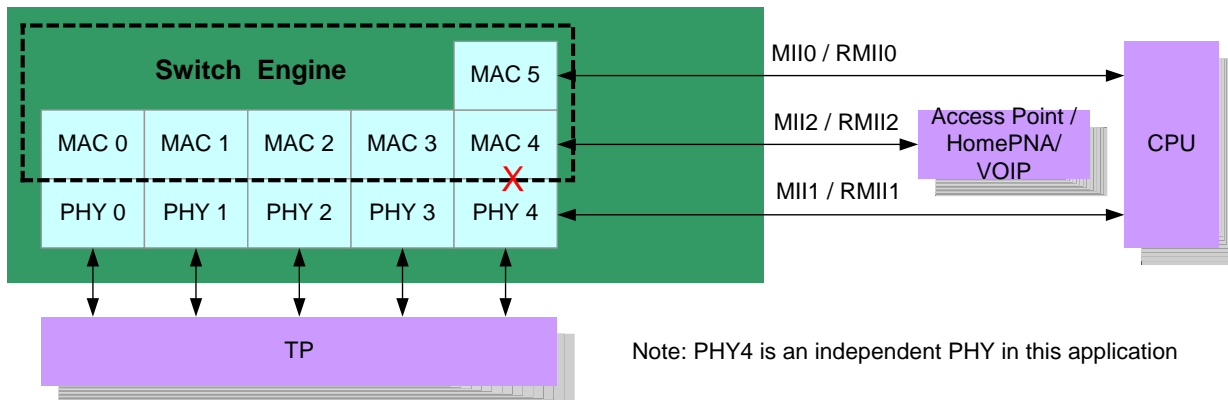 MII0 / RMII0
Switch Engine
MAC 5
MII2 / RMII2
Access Point /
HomePNA/
VOIP
CPU
MAC 0
MAC 1
MAC 2
MAC 3
MAC 4
X
MII1 / RMII1
PHY 0
PHY 1
PHY 2
PHY 3
PHY 4
TP
Note: PHY4 is an independent PHY in this application